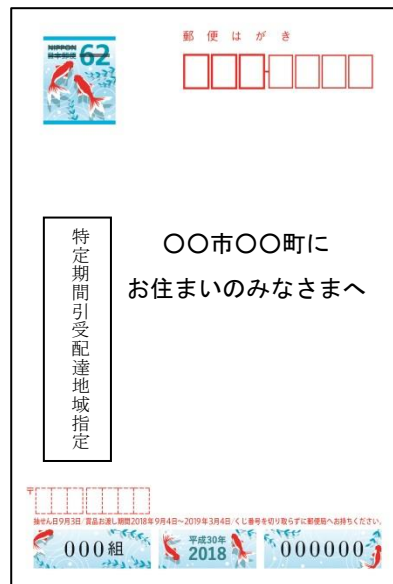 郵便はがき
NIPPON
日本郵便
62
〇〇市〇〇町に
お住まいのみなさまへ
特定期間引受配達地域指定
〒
抽せん日9月3日/賞品お渡し期間2018年9月4日〜2019年3月4日/くじ番号を切り取らずに郵便局へお持ちください。
000組
平成30年
2018
000000